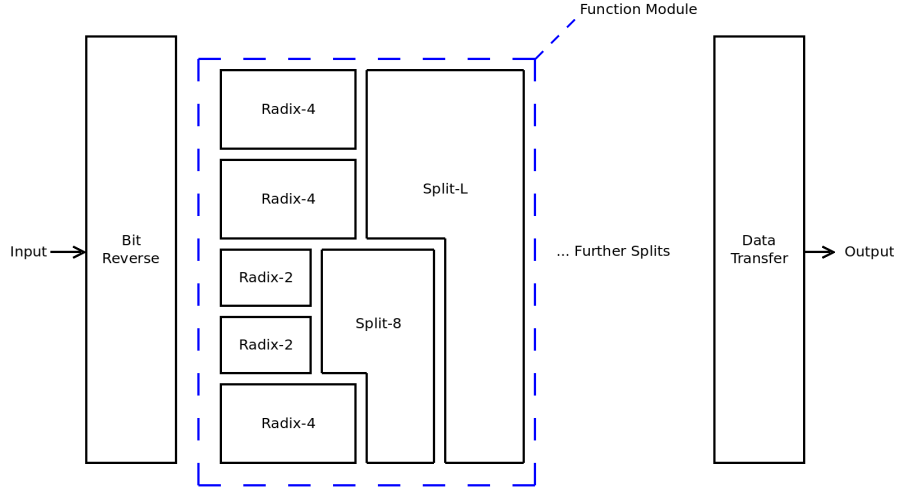 Function Module
Radix-4
Radix-4
Split-L
Bit
Reverse
Input
Radix-2
Radix-2
Split-8
Radix-4
... Further Splits
Data
Transfer
Output